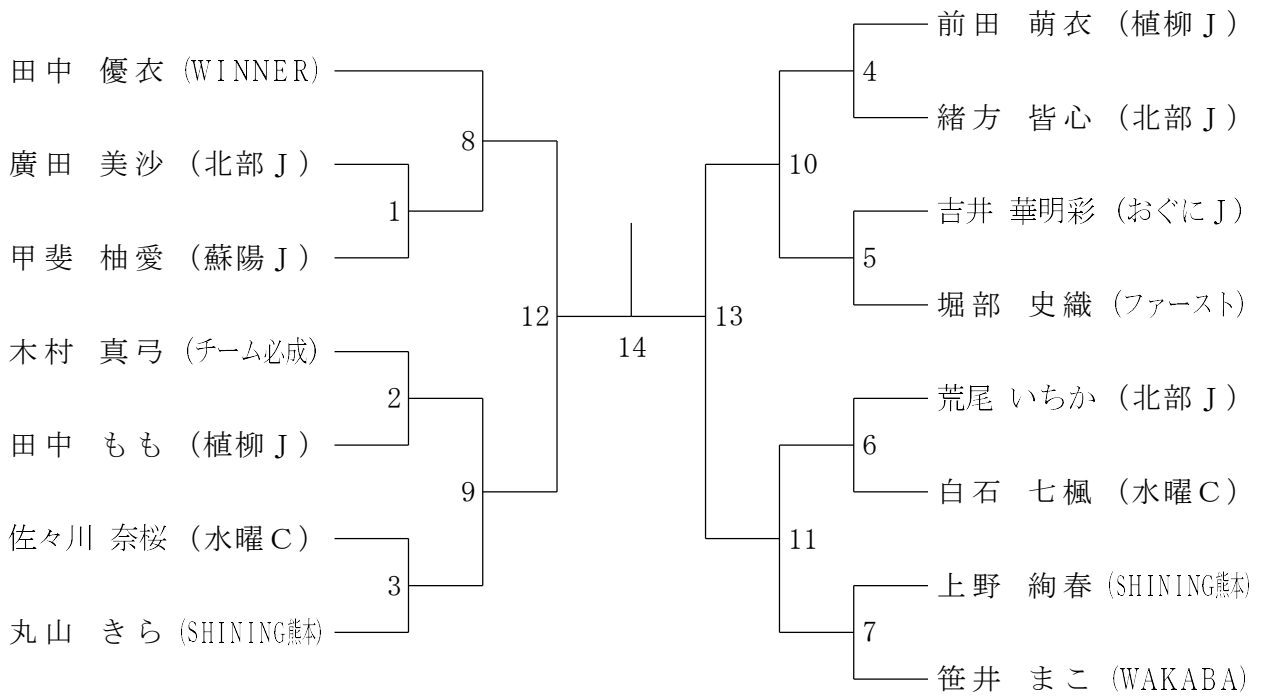 田中 優衣 (WINNER)
廣田 美沙 (北部J)
甲斐 柚愛 (蘇陽J)
木村 真弓 (チーム必成)
田中 もも (植柳J)
佐々川 奈桜 (水曜C)
丸山 きら (SHINING熊本)
8
1
2
9
3
12
14
13
10
4
5
11
6
7
前田 萌衣 (植柳J)
緒方 皆心 (北部J)
吉井 華明彩 (おぐにJ)
堀部 史織 (ファースト)
荒尾 いちか (北部J)
白石 七楓 (水曜C)
上野 絢春 (SHINING熊本)
笹井 まこ (WAKABA)